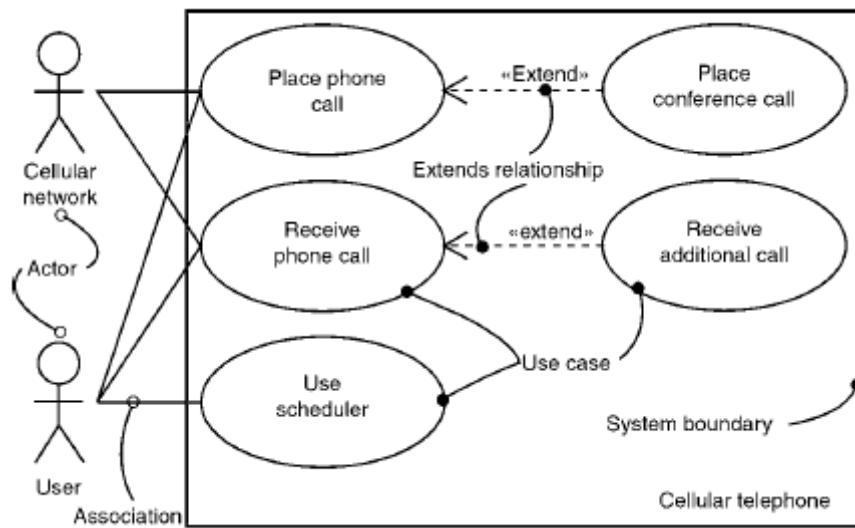 Place phone
call
«Extend»
Place
conference call
Cellular
network
Extends relationship
Receive
phone call
«extend»
Receive
additional call
Actor
Use case
Use
scheduler
System boundary
User
Association
Cellular telephone